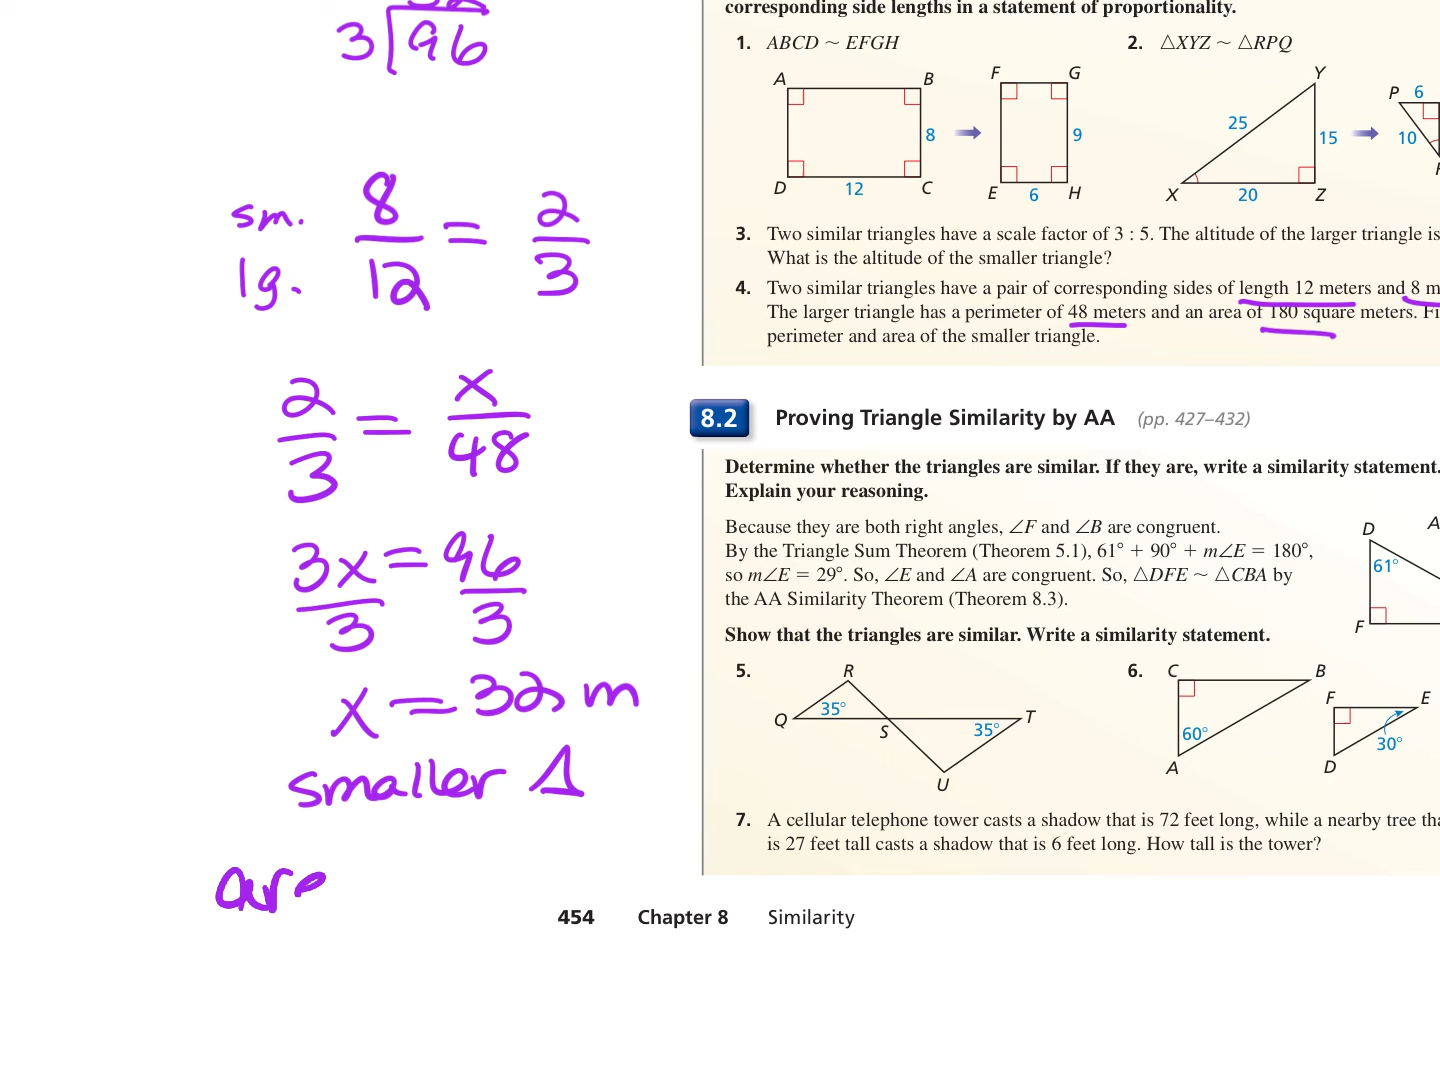 32
3 96
sm. 8 = 2
lg. 12 3
2 = x
3 48
3x = 96
3 3
x = 32 m
smaller Δ
are
corresponding side lengths in a statement of proportionality.
1. ABCD ~ EFGH 2. △XYZ ~ △RPQ
A B F G Y P 6
8 9 25 15 10
D 12 C E 6 H X 20 Z
3. Two similar triangles have a scale factor of 3 : 5. The altitude of the larger triangle is
What is the altitude of the smaller triangle?
4. Two similar triangles have a pair of corresponding sides of length 12 meters and 8 m
The larger triangle has a perimeter of 48 meters and an area of 180 square meters. Fi
perimeter and area of the smaller triangle.
8.2 Proving Triangle Similarity by AA (pp. 427–432)
Determine whether the triangles are similar. If they are, write a similarity statement.
Explain your reasoning.
Because they are both right angles, ∠F and ∠B are congruent.
By the Triangle Sum Theorem (Theorem 5.1), 61° + 90° + m∠E = 180°,
so m∠E = 29°. So, ∠E and ∠A are congruent. So, △DFE ~ △CBA by
the AA Similarity Theorem (Theorem 8.3).
D A
61°
F
Show that the triangles are similar. Write a similarity statement.
5. R 6. C B
Q 35° S 35° T
U
60° A
F E
30° D
7. A cellular telephone tower casts a shadow that is 72 feet long, while a nearby tree tha
is 27 feet tall casts a shadow that is 6 feet long. How tall is the tower?
454 Chapter 8 Similarity